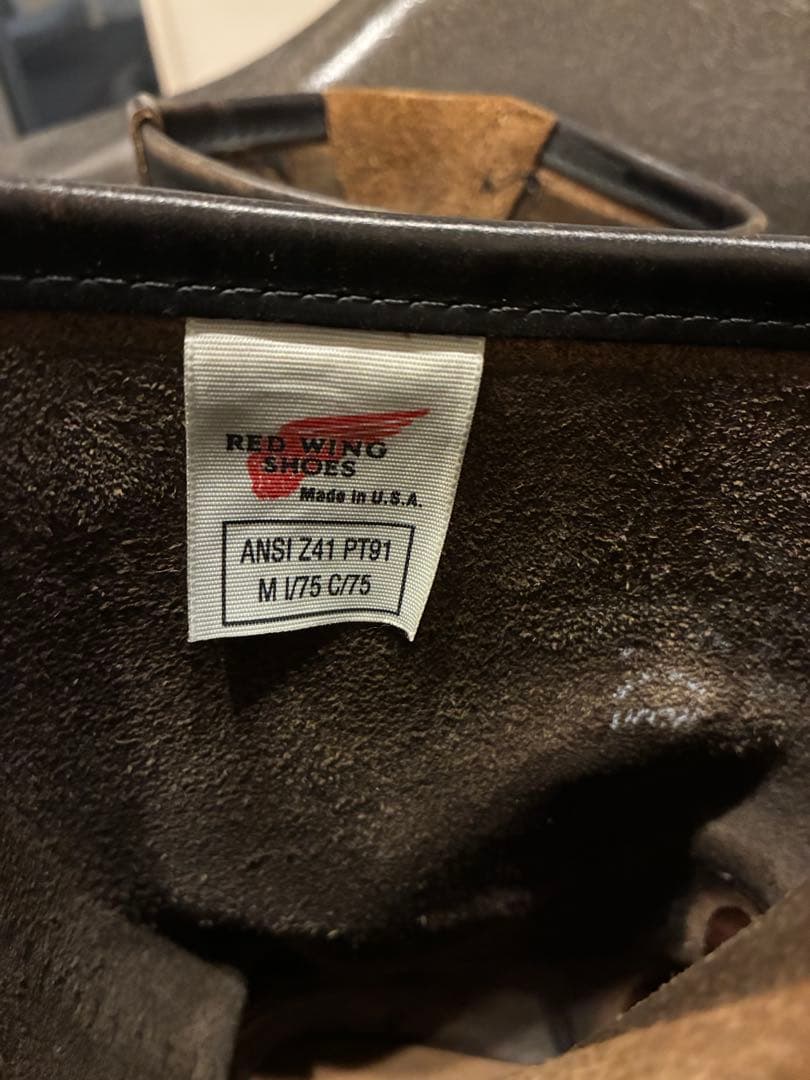 RED WING
SHOES
Made in U.S.A.
ANSI Z41 PT91
M I/75 C/75